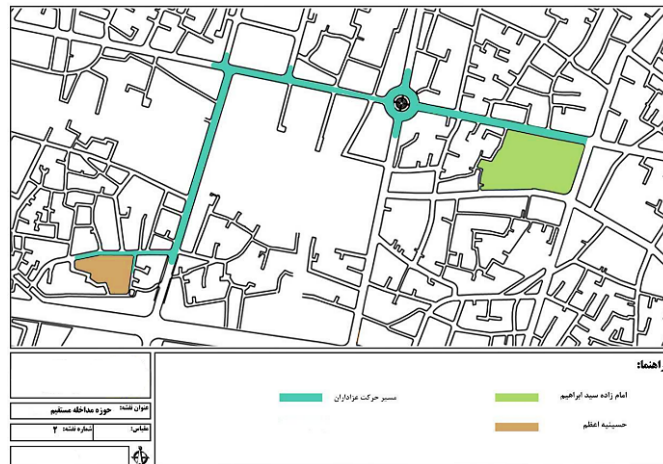 راهنما:
امام زاده سید ابراهیم
مسیر حرکت عزاداران
حسینیه اعظم
عنوان نقشه: حوزه مداخله مستقیم
مقیاس:
شماره نقشه: ۲